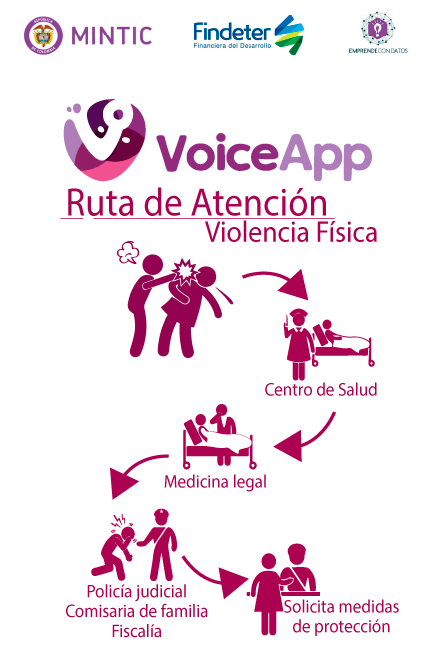 MINTIC
Findeter
Financiera del Desarrollo
EMPRENDECONDATOS
VoiceApp
Ruta de Atención
Violencia Física
Centro de Salud
Medicina legal
Policía judicial
Comisaria de familia
Fiscalía
Solicita medidas
de protección